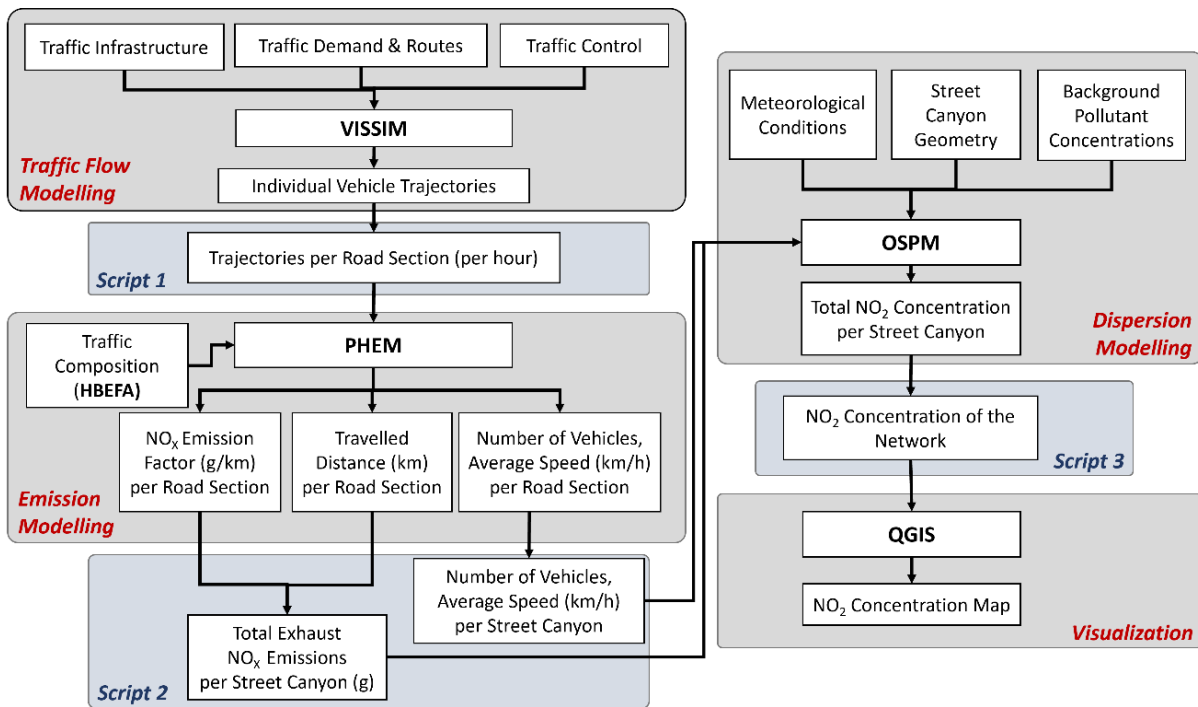 Traffic Infrastructure
Traffic Demand & Routes
Traffic Control
VISSIM
Traffic Flow
Modelling
Individual Vehicle Trajectories
Trajectories per Road Section (per hour)
Script 1
Traffic
Composition
(HBEFA)
PHEM
NOX Emission
Factor (g/km)
per Road Section
Travelled
Distance (km)
per Road Section
Number of Vehicles,
Average Speed (km/h)
per Road Section
Emission
Modelling
Number of Vehicles,
Average Speed (km/h)
per Street Canyon
Total Exhaust
NOX Emissions
per Street Canyon (g)
Script 2
Meteorological
Conditions
Street
Canyon
Geometry
Background
Pollutant
Concentrations
OSPM
Total NO2 Concentration
per Street Canyon
Dispersion
Modelling
NO2 Concentration of the
Network
Script 3
QGIS
NO2 Concentration Map
Visualization